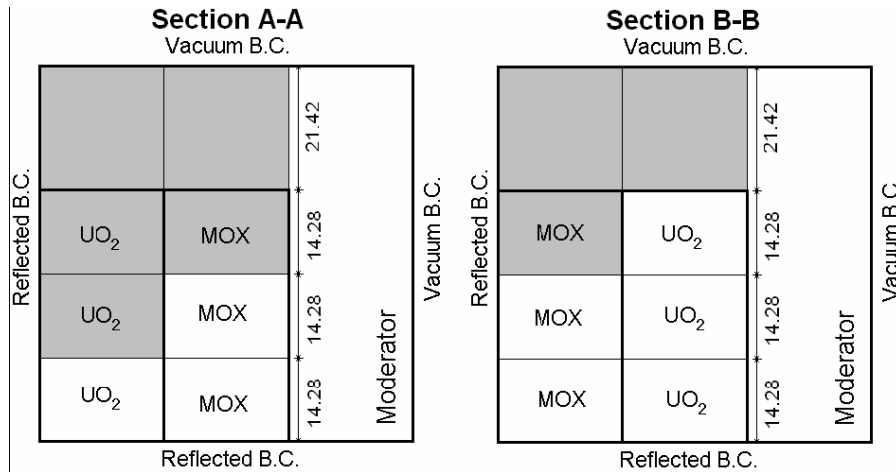 Section A-A
Vacuum B.C.
Reflected B.C.
UO2
MOX
UO2
MOX
UO2
MOX
21.42
14.28
14.28
14.28
Moderator
Vacuum B.C.
Reflected B.C.
Section B-B
Vacuum B.C.
Reflected B.C.
MOX
UO2
MOX
UO2
MOX
UO2
21.42
14.28
14.28
14.28
Moderator
Vacuum B.C.
Reflected B.C.